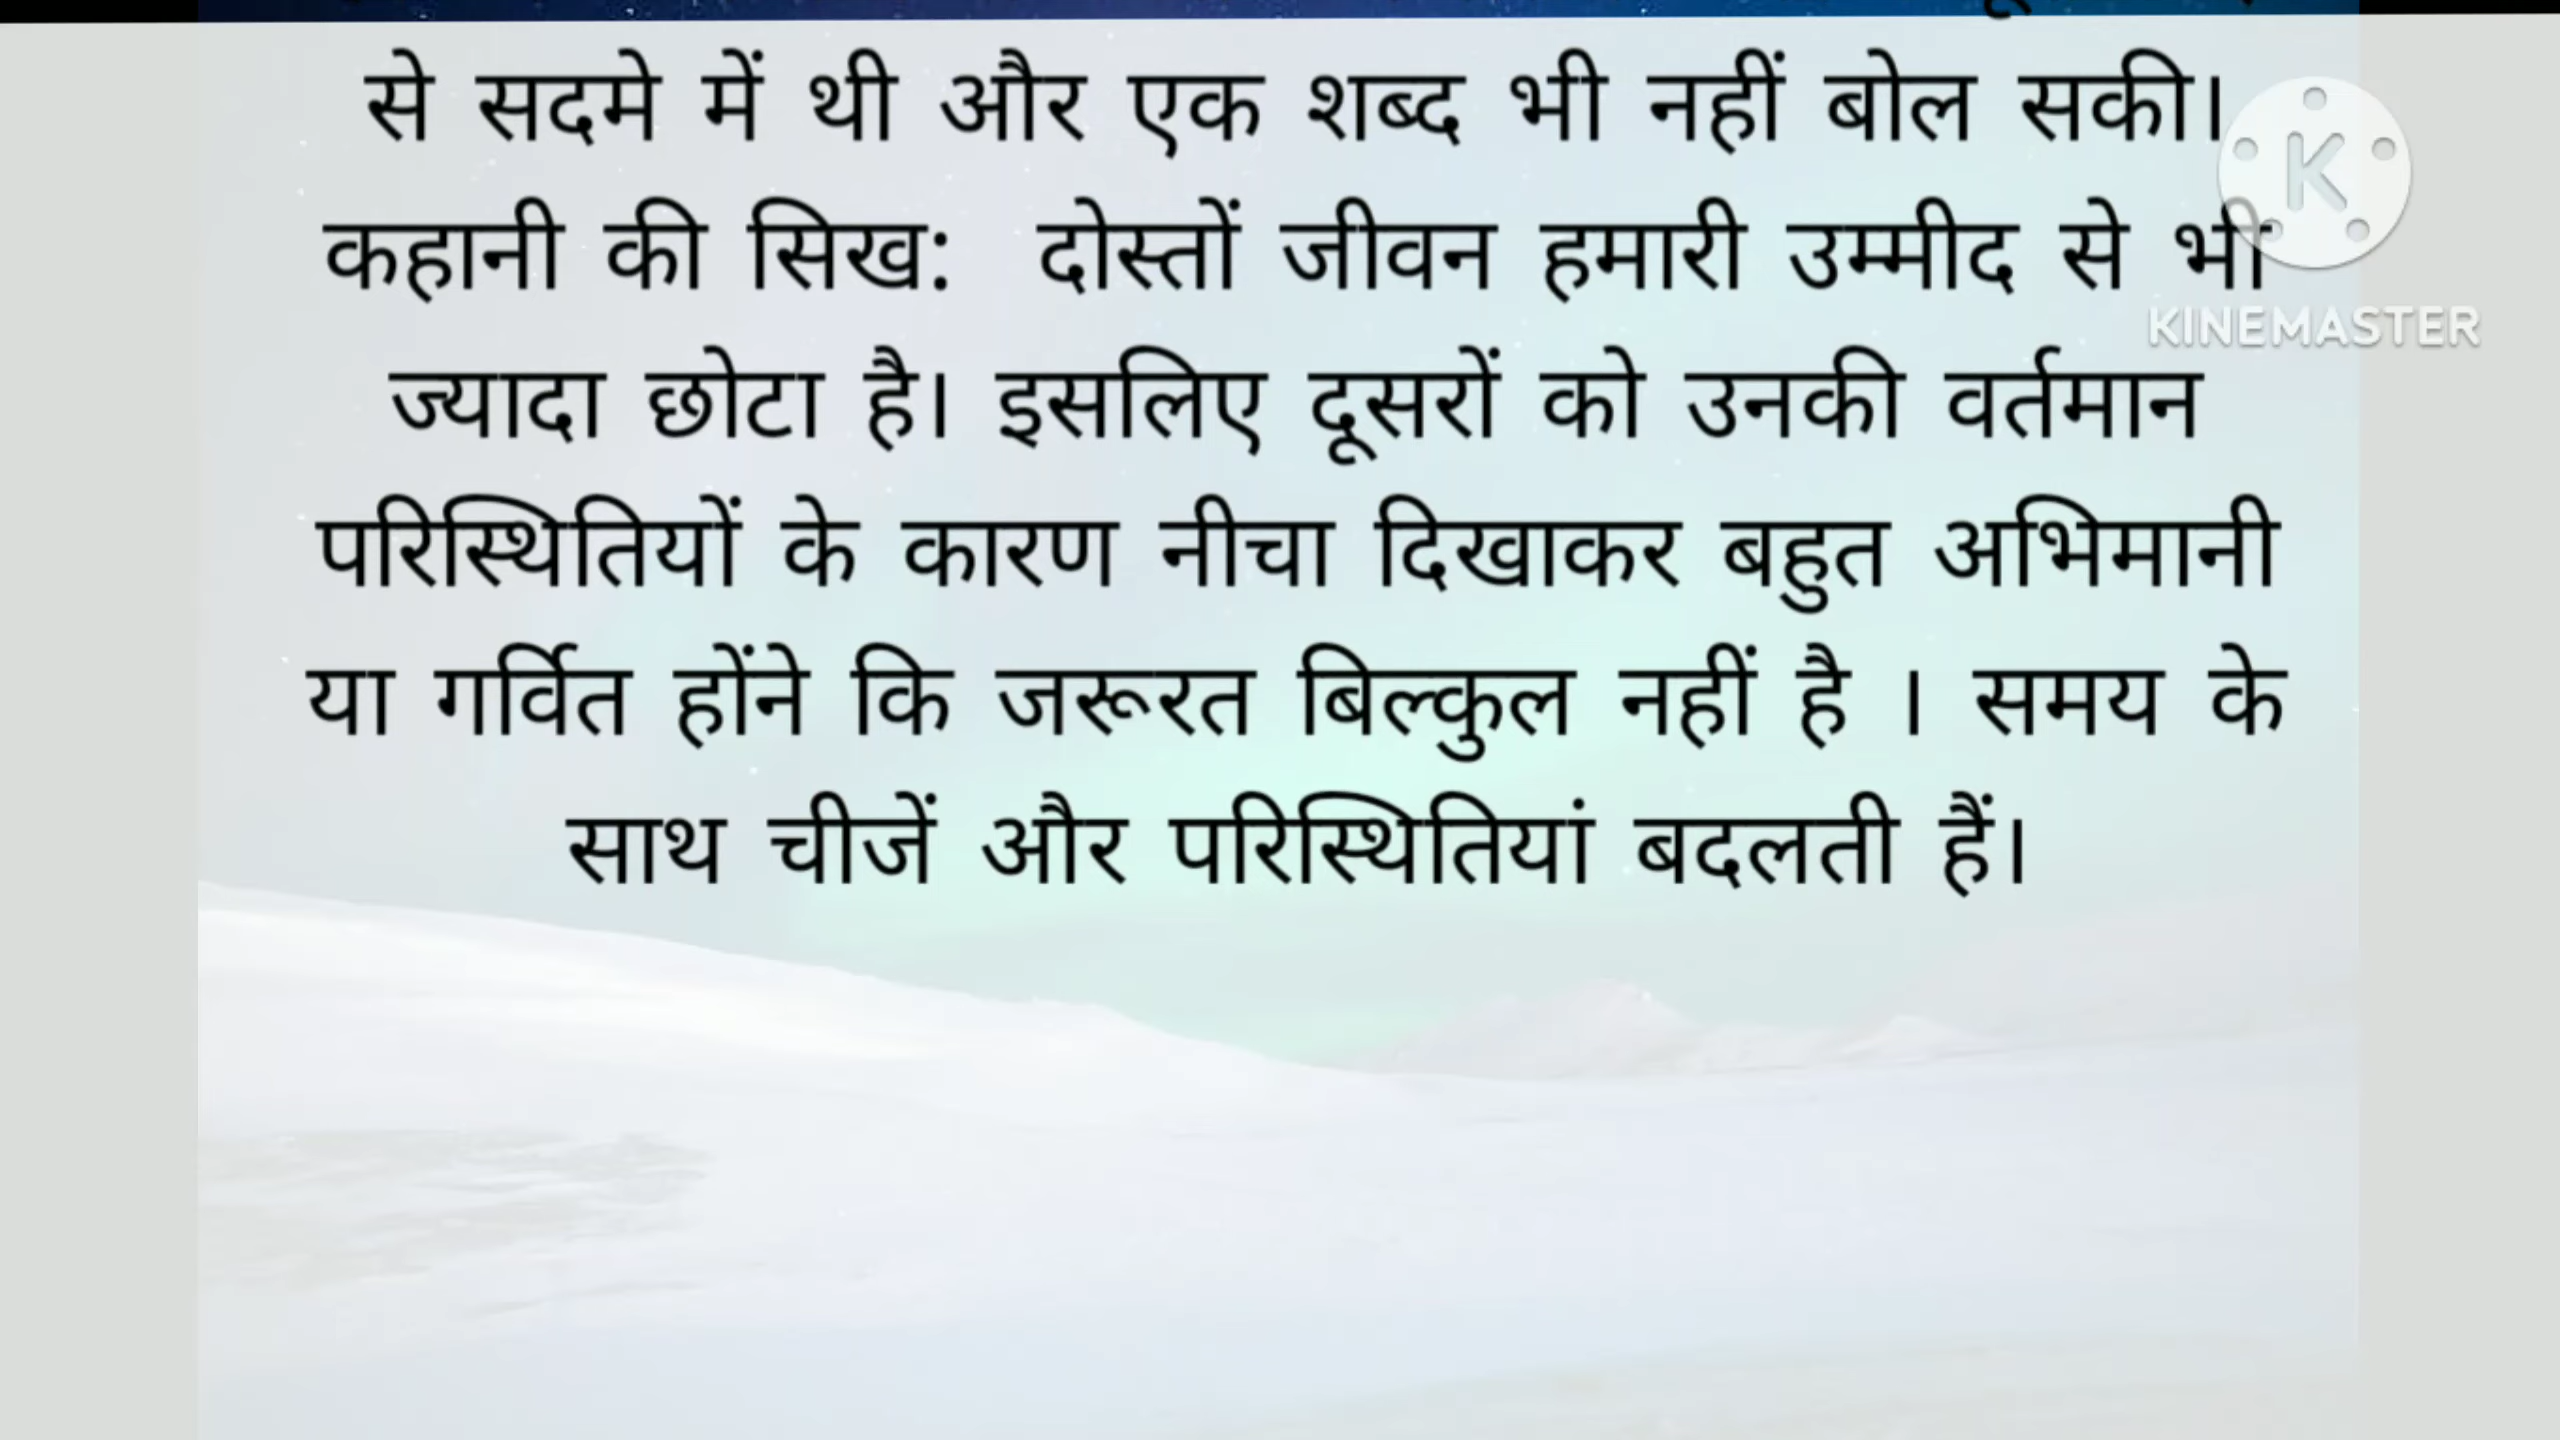 से सदमे में थी और एक शब्द भी नहीं बोल सकी।
कहानी की सिख: दोस्तों जीवन हमारी उम्मीद से भी
ज्यादा छोटा है। इसलिए दूसरों को उनकी वर्तमान
परिस्थितियों के कारण नीचा दिखाकर बहुत अभिमानी
या गर्वित होंने कि जरूरत बिल्कुल नहीं है । समय के
साथ चीजें और परिस्थितियां बदलती हैं।
K
KINEMASTER